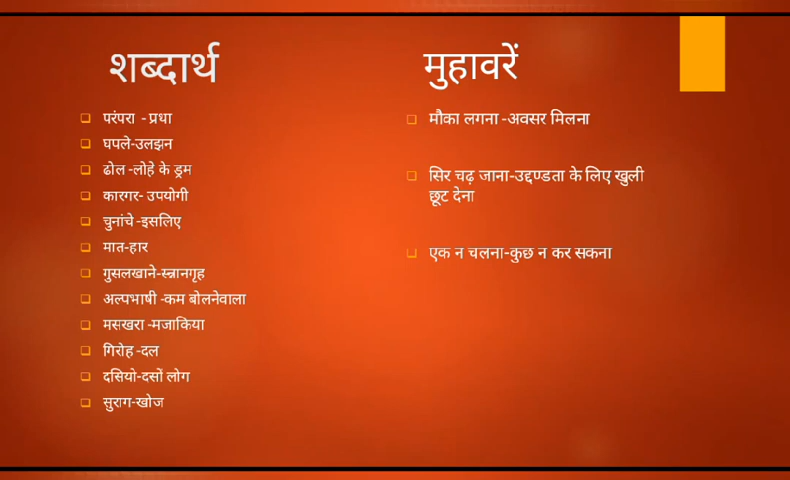 शब्दार्थ
परंपरा - प्रधा
घपले-उलझन
ढोल -लोहे के ड्रम
कारगर- उपयोगी
चुनांचे -इसलिए
मात-हार
गुसलखाने-स्नानगृह
अल्पभाषी -कम बोलनेवाला
मसखरा -मजाकिया
गिरोह -दल
दसियो-दसों लोग
सुराग-खोज
मुहावरें
मौका लगना -अवसर मिलना
सिर चढ़ जाना-उद्दण्डता के लिए खुली
छूट देना
एक न चलना-कुछ न कर सकना